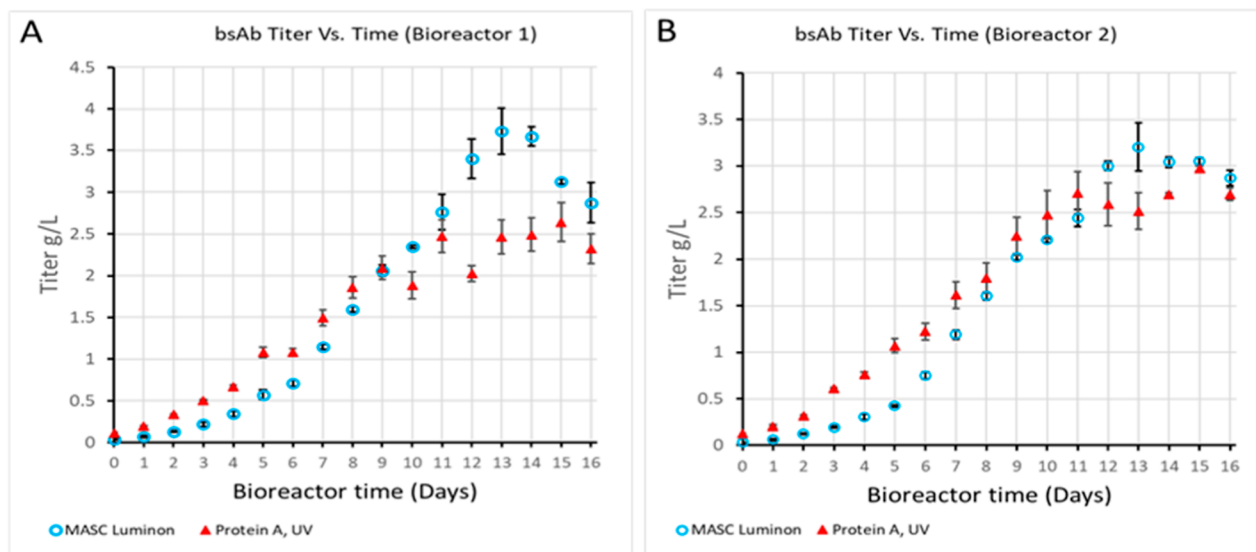 A
bsAb Titer Vs. Time (Bioreactor 1)
4.5
4
3.5
3
2.5
2
1.5
1
0.5
0
Titer g/L
0 1 2 3 4 5 6 7 8 9 10 11 12 13 14 15 16
Bioreactor time (Days)
MASC Luminon Protein A, UV
B
bsAb Titer Vs. Time (Bioreactor 2)
4
3.5
3
2.5
2
1.5
1
0.5
0
Titer g/L
0 1 2 3 4 5 6 7 8 9 10 11 12 13 14 15 16
Bioreactor time (Days)
MASC Luminon Protein A, UV